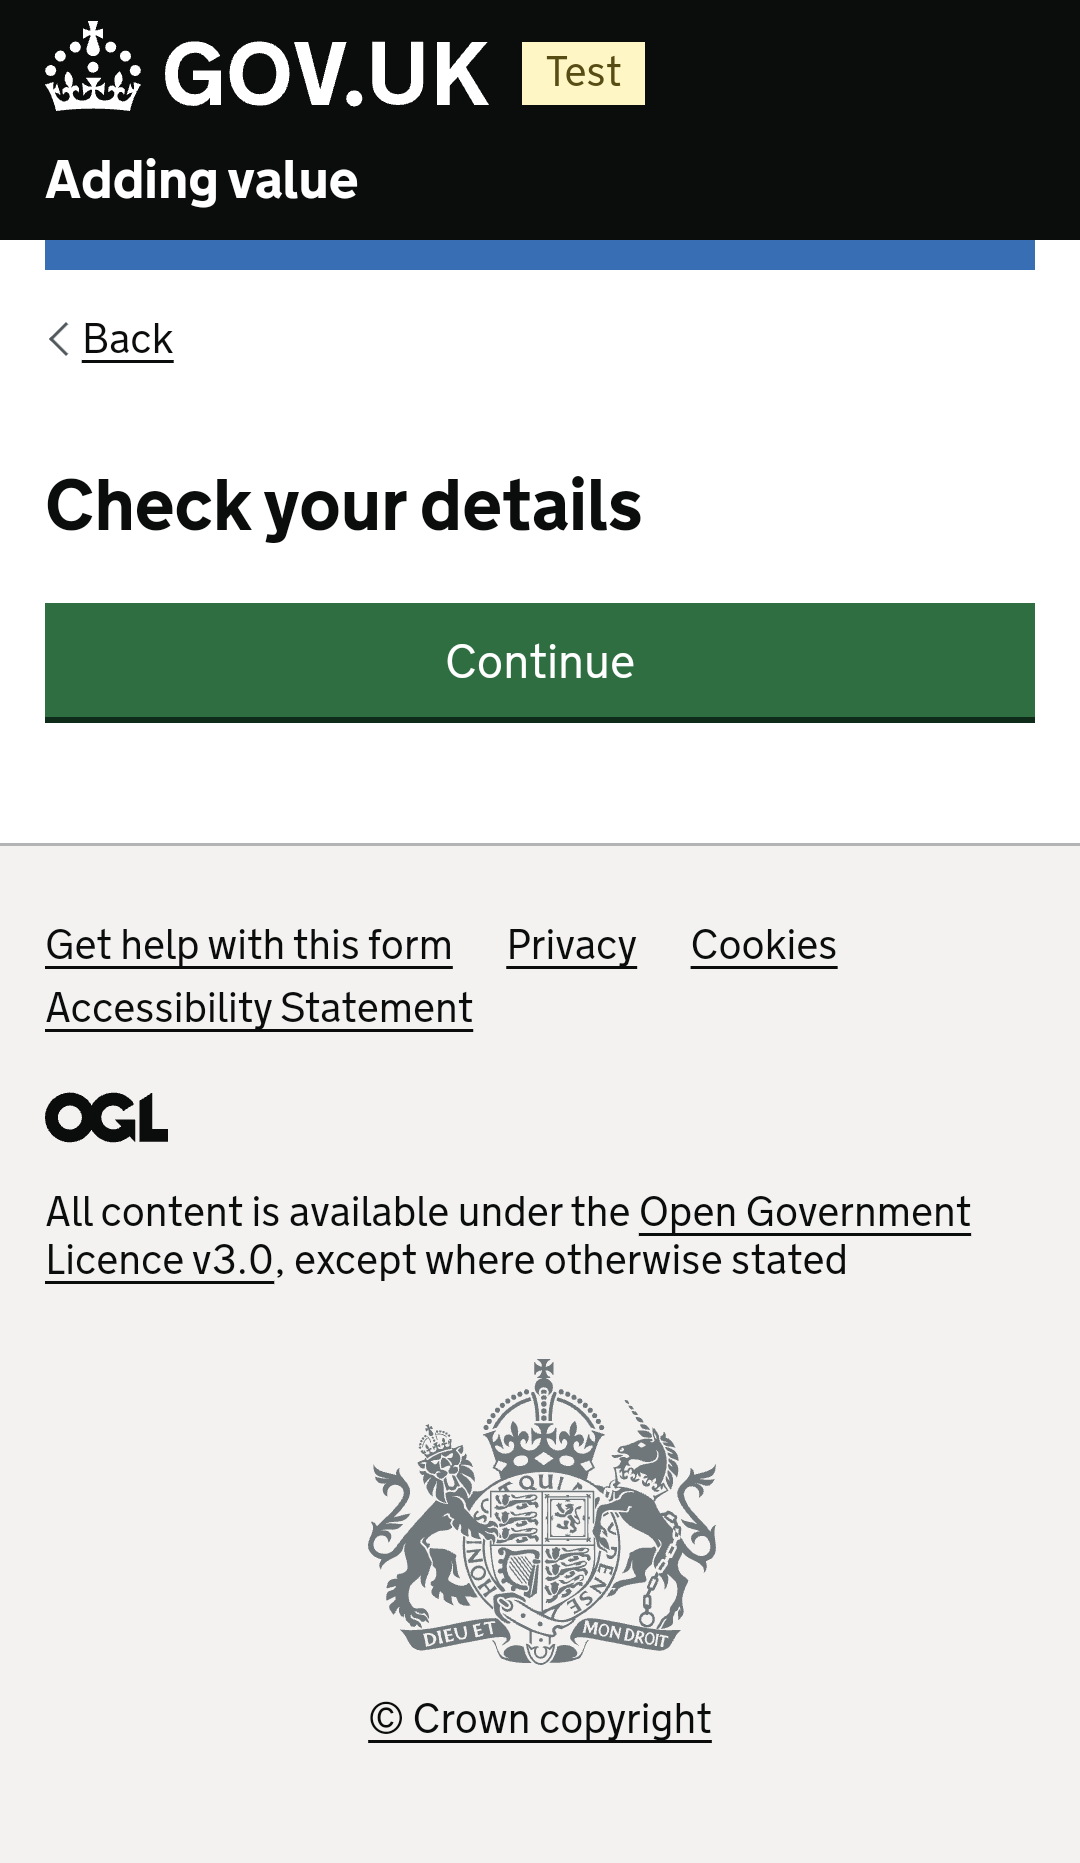 GOV.UK Test
Adding value
Back
Check your details
Continue
Get help with this form Privacy Cookies
Accessibility Statement
OGL
All content is available under the Open Government
Licence v3.0, except where otherwise stated
QUI
HONI
PENSE
DIEU ET MON DROIT
© Crown copyright